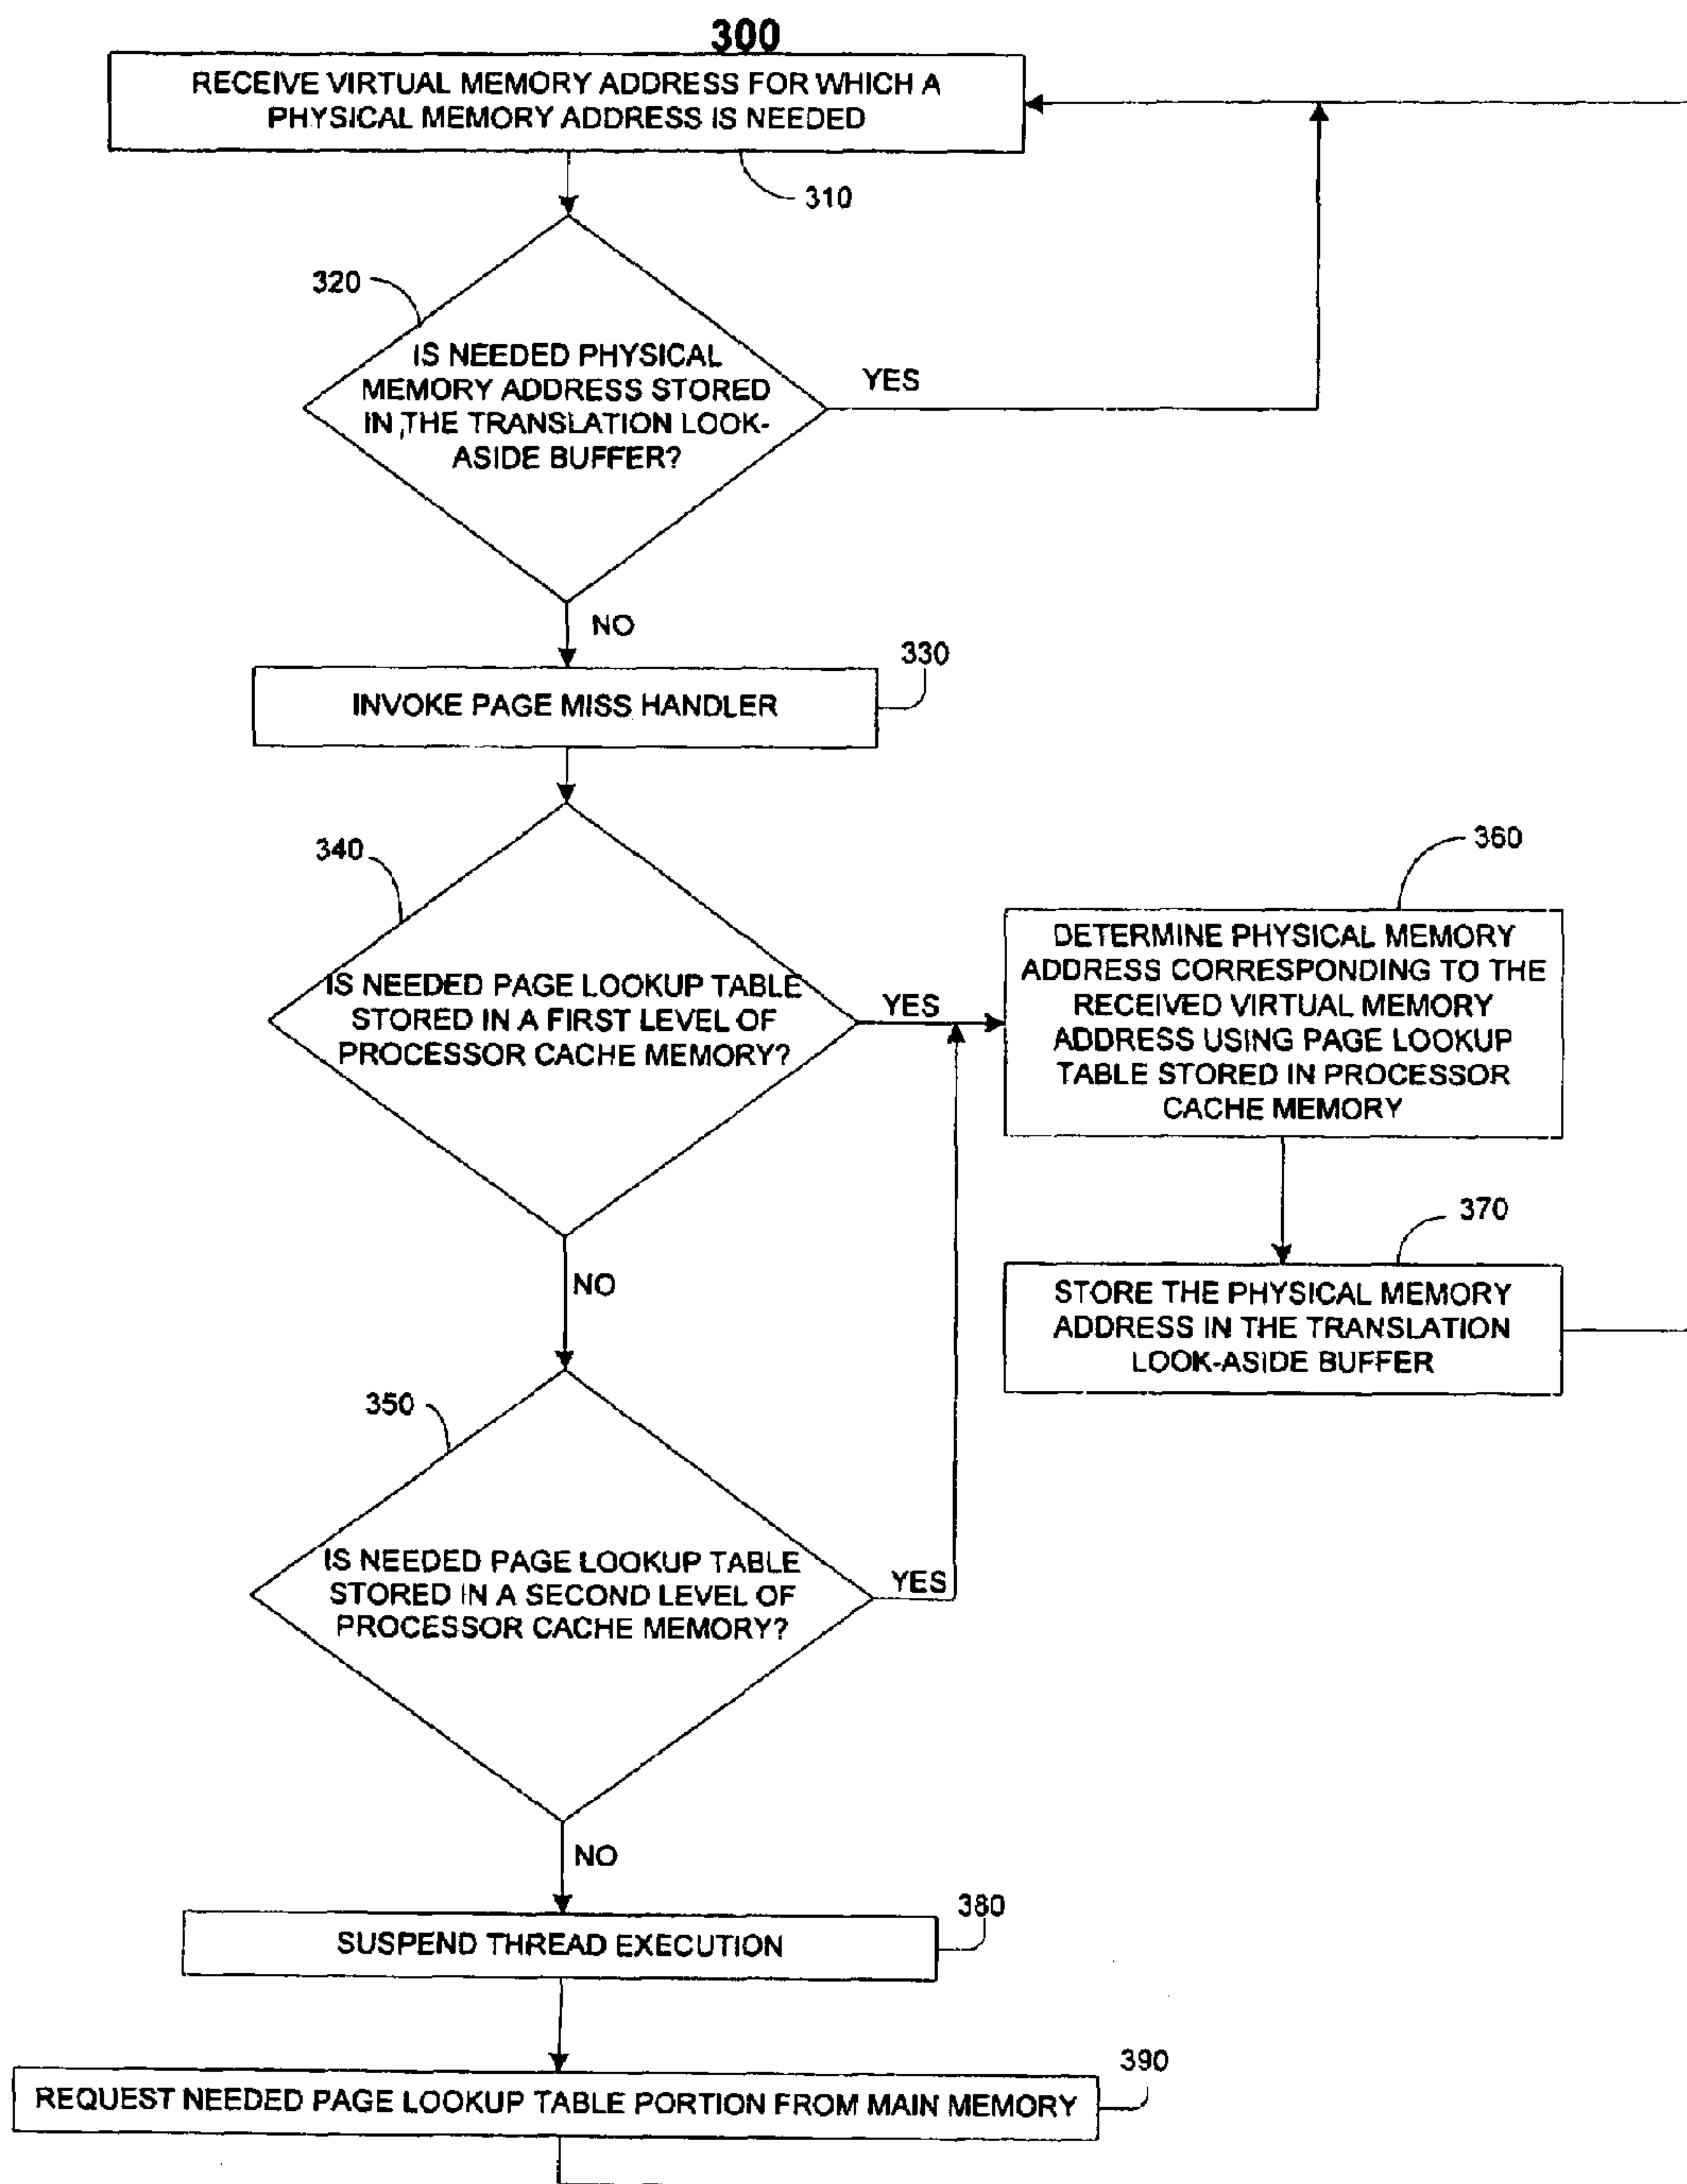 300
RECEIVE VIRTUAL MEMORY ADDRESS FOR WHICH A
PHYSICAL MEMORY ADDRESS IS NEEDED
310
320
IS NEEDED PHYSICAL
MEMORY ADDRESS STORED
IN THE TRANSLATION LOOK-
ASIDE BUFFER?
YES
NO
330
INVOKE PAGE MISS HANDLER
340
IS NEEDED PAGE LOOKUP TABLE
STORED IN A FIRST LEVEL OF
PROCESSOR CACHE MEMORY?
YES
360
DETERMINE PHYSICAL MEMORY
ADDRESS CORRESPONDING TO THE
RECEIVED VIRTUAL MEMORY
ADDRESS USING PAGE LOOKUP
TABLE STORED IN PROCESSOR
CACHE MEMORY
370
STORE THE PHYSICAL MEMORY
ADDRESS IN THE TRANSLATION
LOOK-ASIDE BUFFER
NO
350
IS NEEDED PAGE LOOKUP TABLE
STORED IN A SECOND LEVEL OF
PROCESSOR CACHE MEMORY?
YES
NO
380
SUSPEND THREAD EXECUTION
390
REQUEST NEEDED PAGE LOOKUP TABLE PORTION FROM MAIN MEMORY